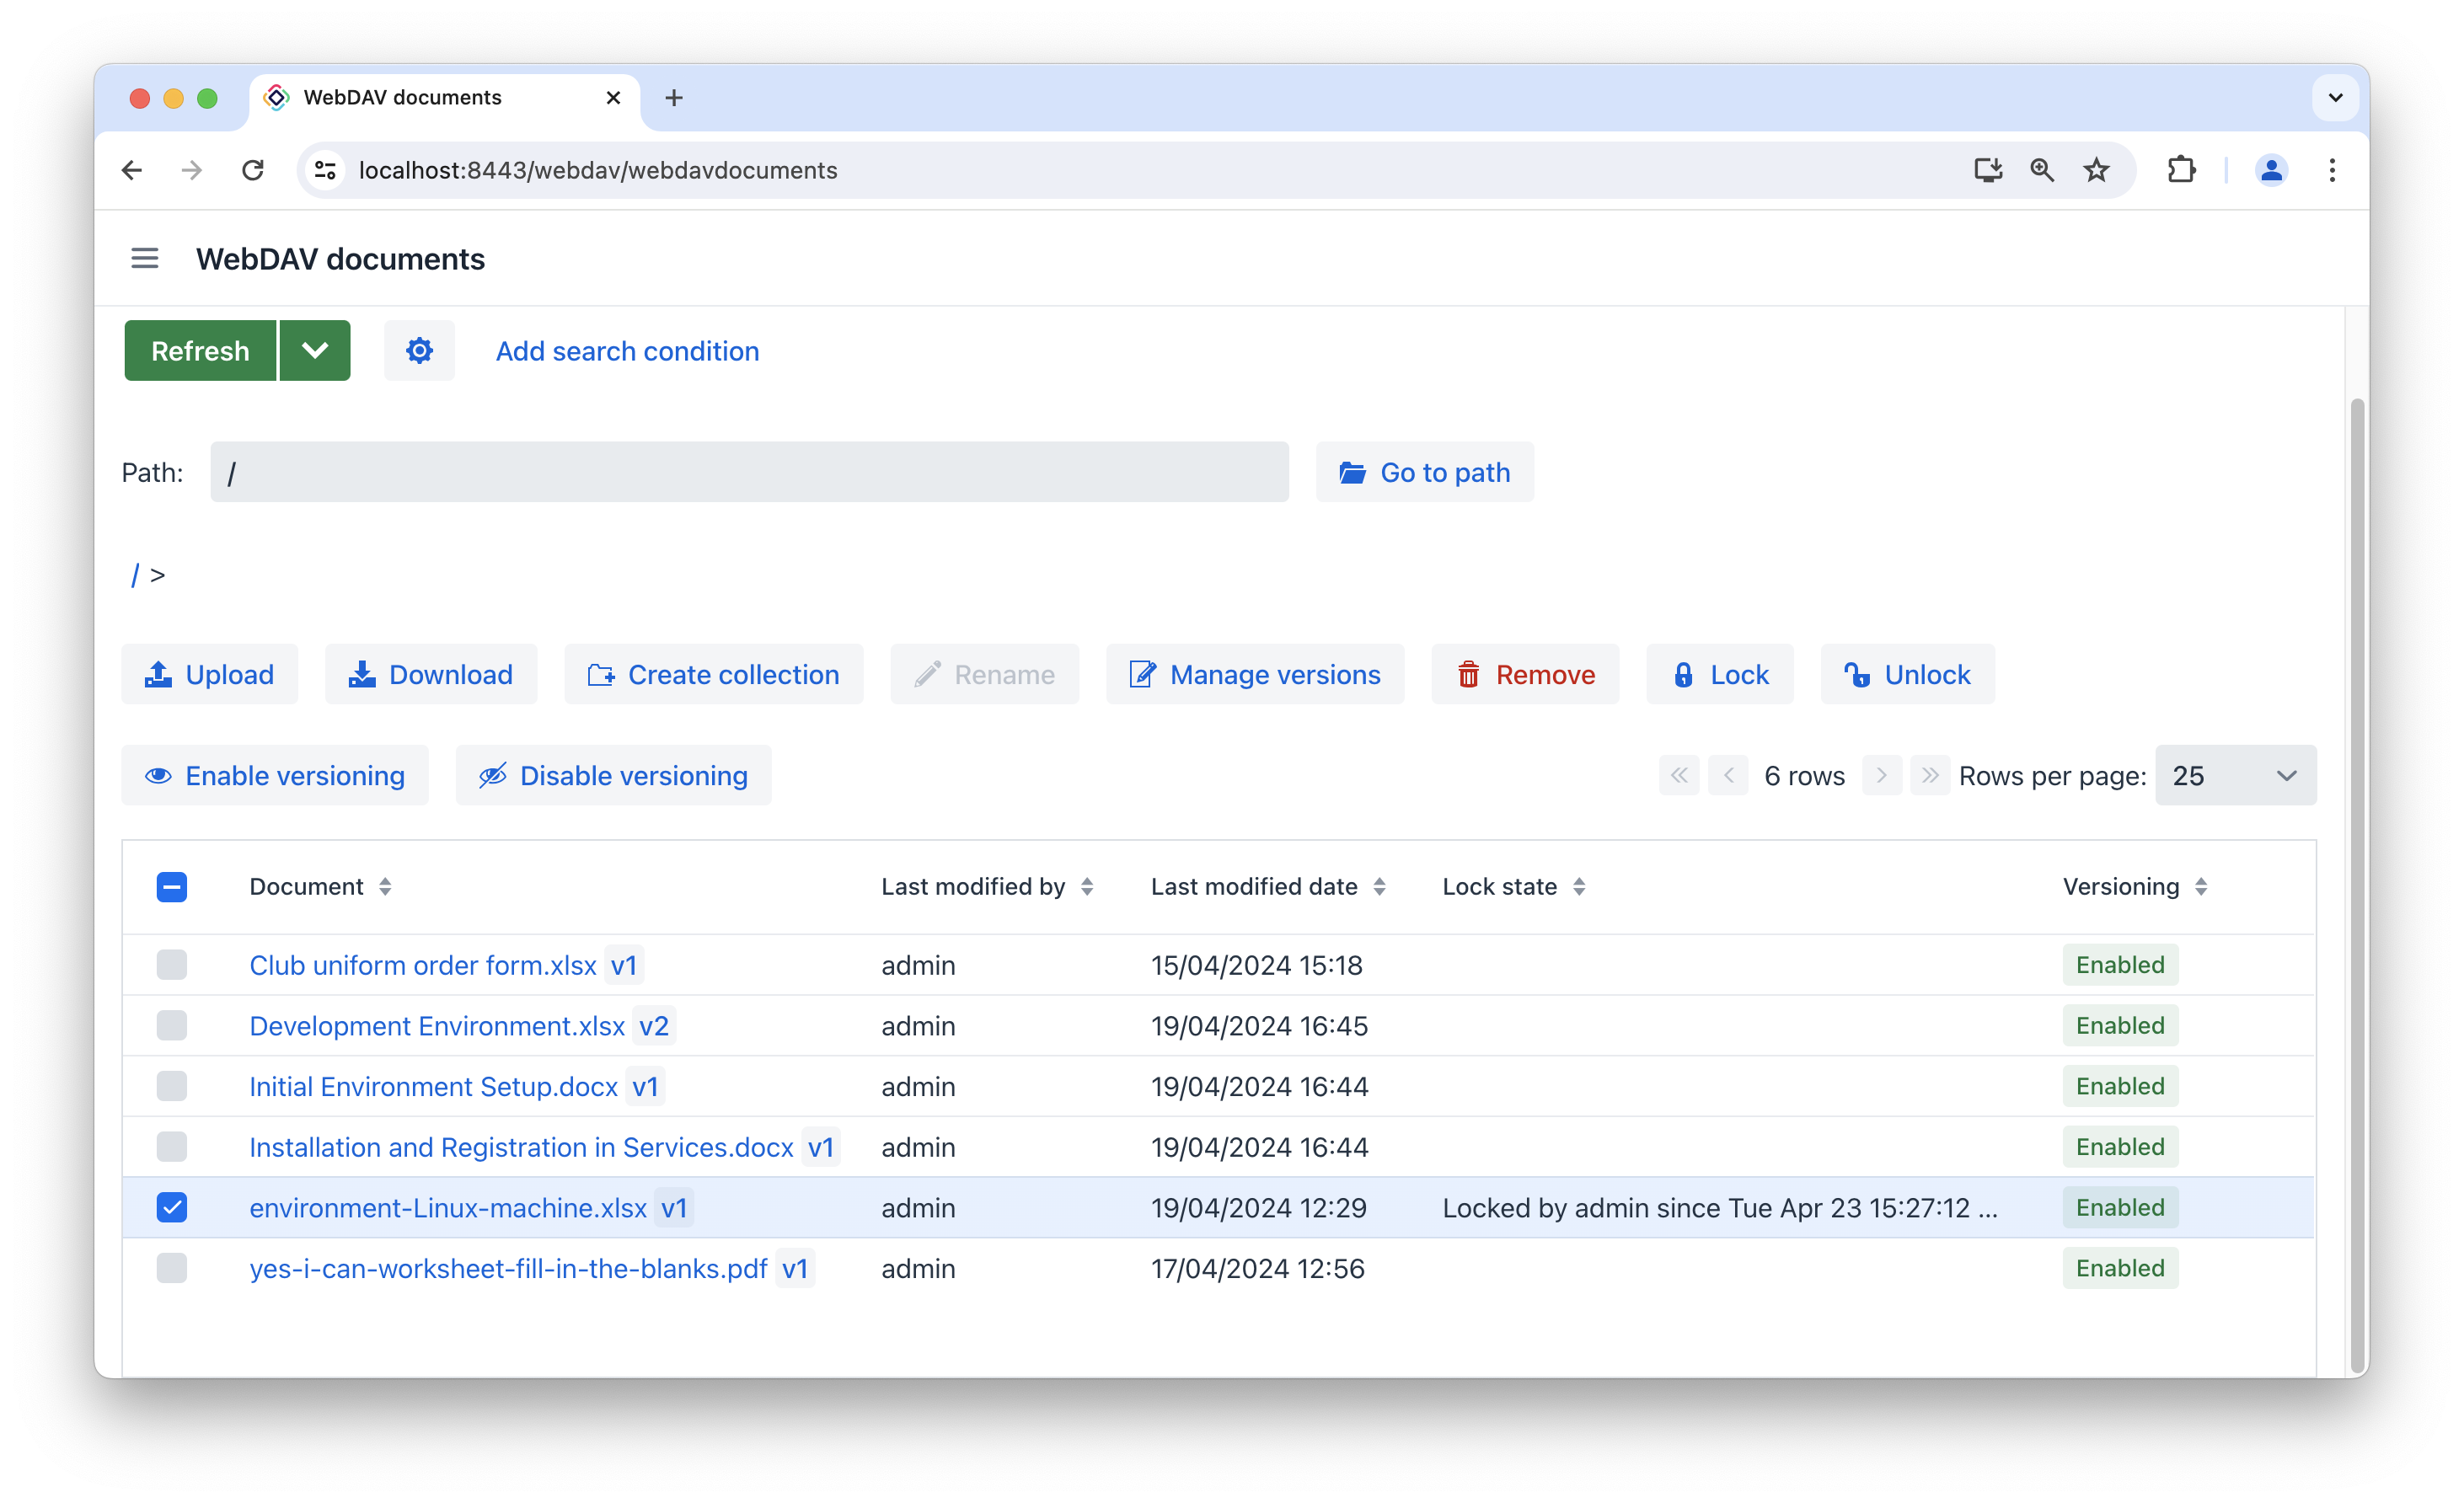 WebDAV documents
localhost:8443/webdav/webdavdocuments
WebDAV documents
Refresh Add search condition
Path: / Go to path
/ >
Upload Download Create collection Rename Manage versions Remove Lock Unlock
Enable versioning Disable versioning 6 rows Rows per page: 25
Document Last modified by Last modified date Lock state Versioning
Club uniform order form.xlsx v1 admin 15/04/2024 15:18 Enabled
Development Environment.xlsx v2 admin 19/04/2024 16:45 Enabled
Initial Environment Setup.docx v1 admin 19/04/2024 16:44 Enabled
Installation and Registration in Services.docx v1 admin 19/04/2024 16:44 Enabled
environment-Linux-machine.xlsx v1 admin 19/04/2024 12:29 Locked by admin since Tue Apr 23 15:27:12 ... Enabled
yes-i-can-worksheet-fill-in-the-blanks.pdf v1 admin 17/04/2024 12:56 Enabled